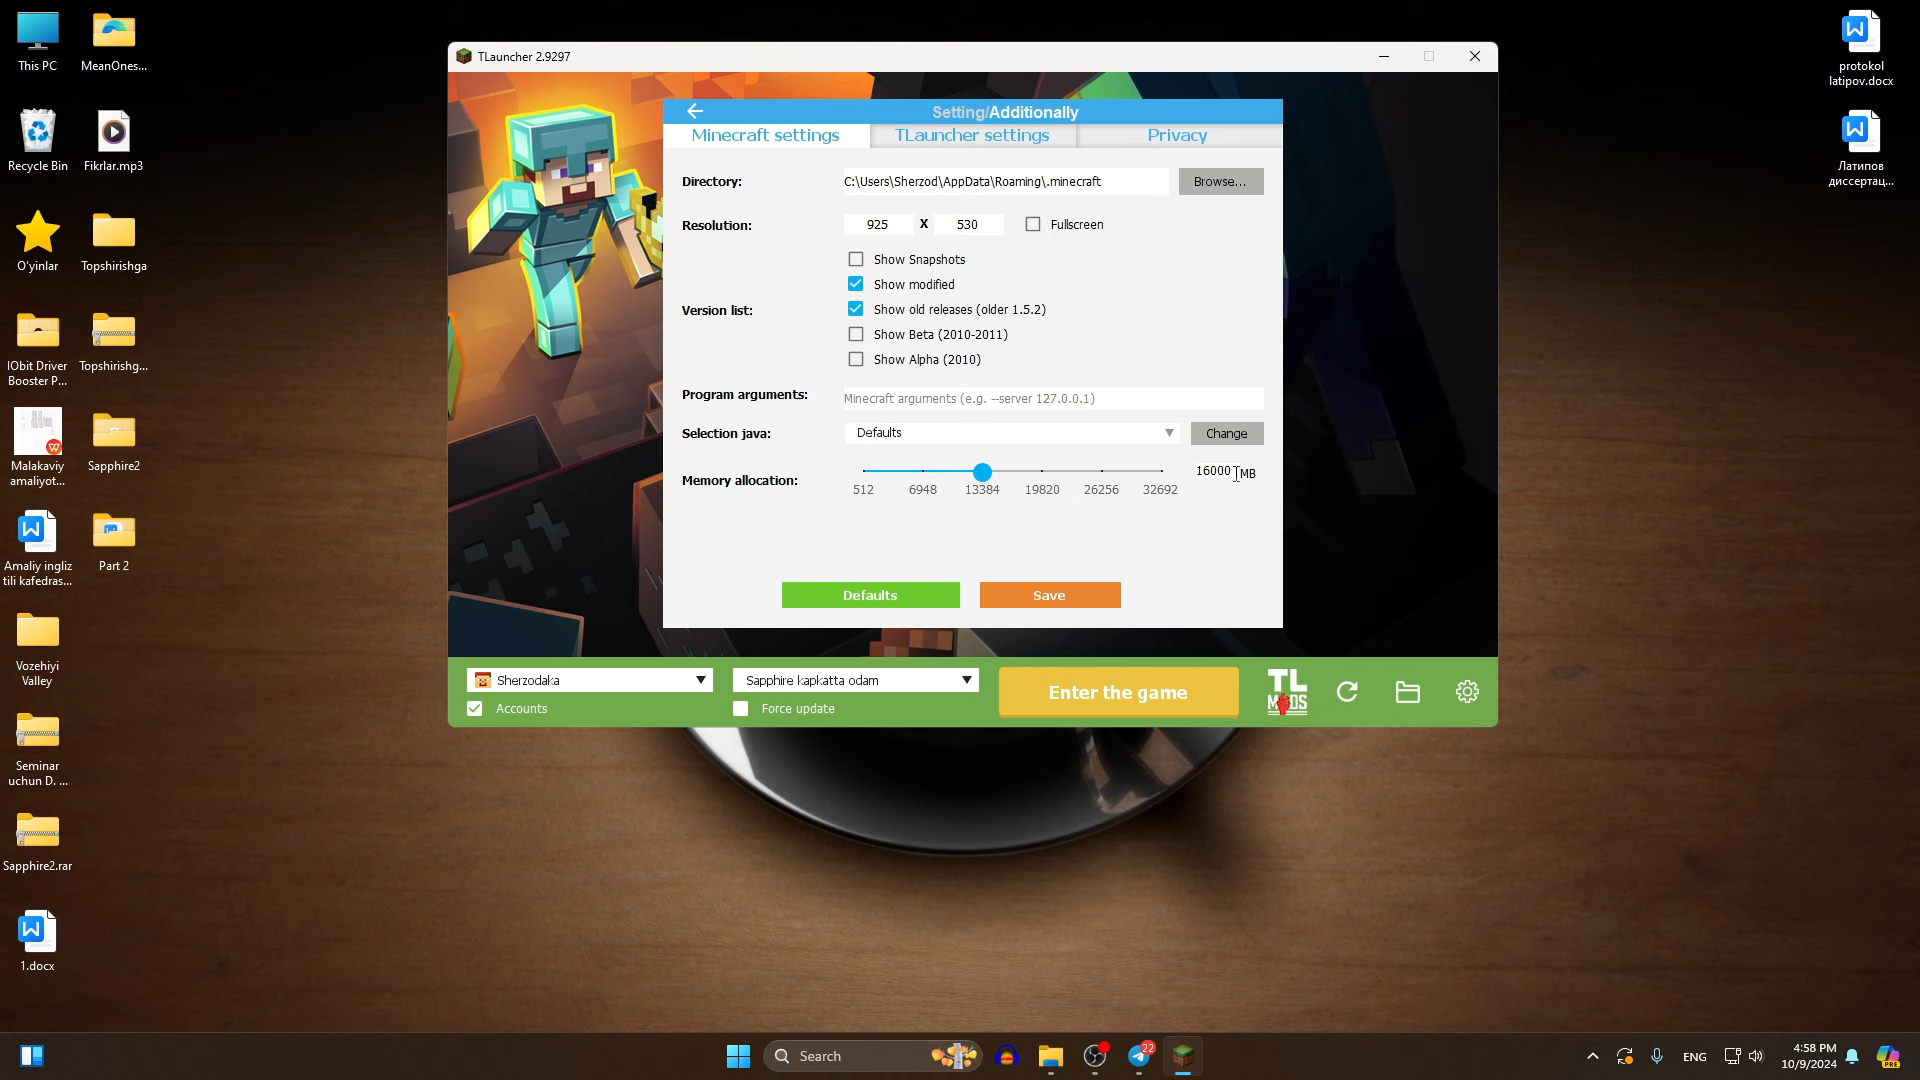 This PC
MeanOnes...
Recycle Bin
Fikrlar.mp3
O'yinlar
Topshirishga
IObit Driver
Booster P...
Topshirishg...
Malakaviy
amaliyot...
Sapphire2
Amaliy ingliz
tili kafedras...
Part 2
Vozehiyi
Valley
Seminar
uchun D. ...
Sapphire2.rar
1.docx
protokol
latipov.docx
Латипов
диссертац...
TLauncher 2.9297
Setting/Additionally
Minecraft settings
TLauncher settings
Privacy
Directory:
C:\Users\Sherzod\AppData\Roaming\.minecraft
Browse...
Resolution:
925 X 530
Fullscreen
Version list:
Show Snapshots
Show modified
Show old releases (older 1.5.2)
Show Beta (2010-2011)
Show Alpha (2010)
Program arguments:
Minecraft arguments (e.g. --server 127.0.0.1)
Selection java:
Defaults
Change
Memory allocation:
16000 MB
512 6948 13384 19820 26256 32692
Defaults
Save
Sherzodaka
Accounts
Sapphire kapkatta odam
Force update
Enter the game
TL
MODS
Search
22
ENG
4:58 PM
10/9/2024
PRE